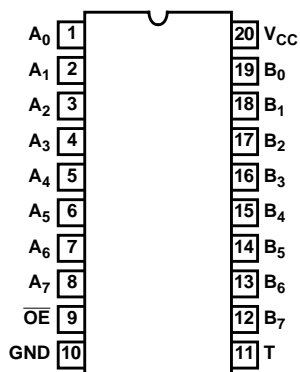 A0 1 20 VCC
A1 2 19 B0
A2 3 18 B1
A3 4 17 B2
A4 5 16 B3
A5 6 15 B4
A6 7 14 B5
A7 8 13 B6
O̅E̅ 9 12 B7
GND 10 11 T